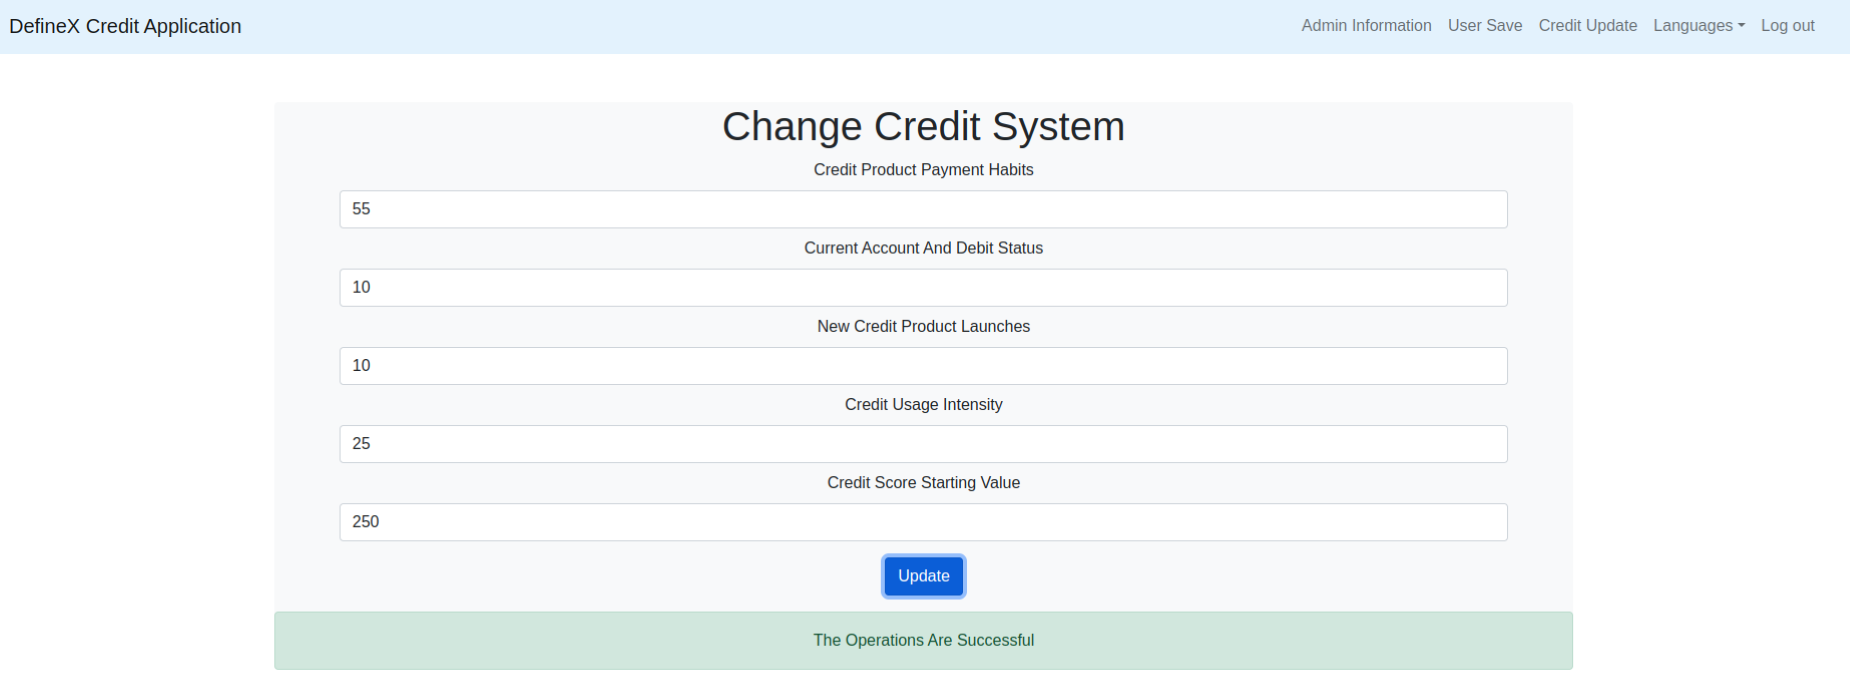 DefineX Credit Application
Admin Information User Save Credit Update Languages Log out
Change Credit System
Credit Product Payment Habits
55
Current Account And Debit Status
10
New Credit Product Launches
10
Credit Usage Intensity
25
Credit Score Starting Value
250
Update
The Operations Are Successful